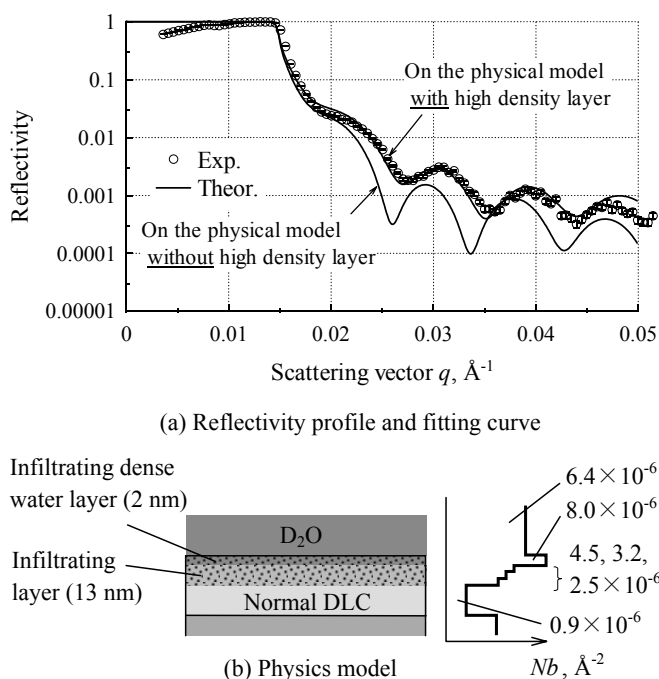 Reflectivity
1
0.1
0.01
0.001
0.0001
0.00001
On the physical model
with high density layer
Exp.
Theor.
On the physical model
without high density layer
0 0.01 0.02 0.03 0.04 0.05
Scattering vector q, Å⁻¹
(a) Reflectivity profile and fitting curve
Infiltrating dense
water layer (2 nm)
Infiltrating
layer (13 nm)
D₂O
Normal DLC
6.4×10⁻⁶
8.0×10⁻⁶
4.5, 3.2,
2.5×10⁻⁶
0.9×10⁻⁶
Nb, Å⁻²
(b) Physics model